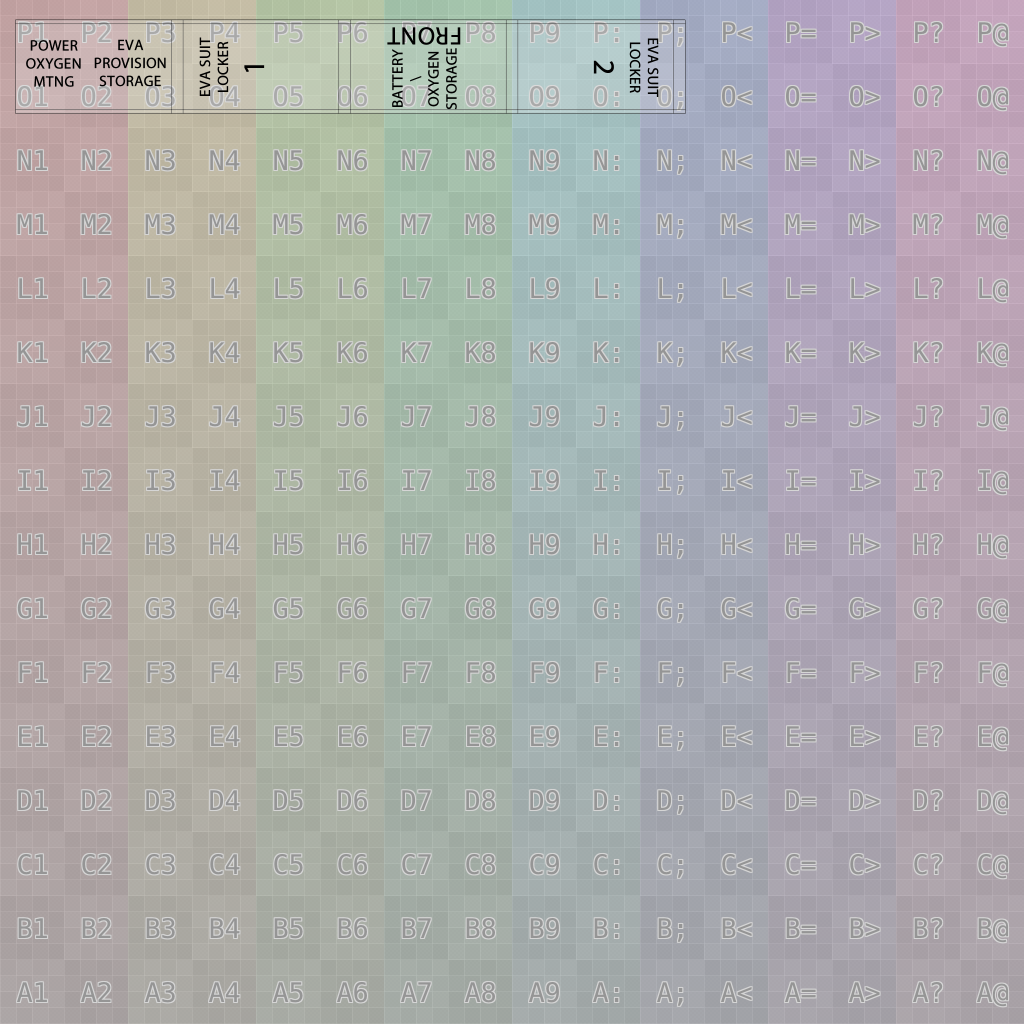 POWER
OXYGEN
MTNG
EVA
PROVISION
STORAGE
EVA SUIT
LOCKER
1
FRONT
BATTERY
\
OXYGEN
STORAGE
2
EVA SUIT
LOCKER
P1 P2 P3 P4 P5 P6 P7 P8 P9 P: P; P< P= P> P? P@
O1 O2 O3 O4 O5 O6 O7 O8 O9 O: O; O< O= O> O? O@
N1 N2 N3 N4 N5 N6 N7 N8 N9 N: N; N< N= N> N? N@
M1 M2 M3 M4 M5 M6 M7 M8 M9 M: M; M< M= M> M? M@
L1 L2 L3 L4 L5 L6 L7 L8 L9 L: L; L< L= L> L? L@
K1 K2 K3 K4 K5 K6 K7 K8 K9 K: K; K< K= K> K? K@
J1 J2 J3 J4 J5 J6 J7 J8 J9 J: J; J< J= J> J? J@
I1 I2 I3 I4 I5 I6 I7 I8 I9 I: I; I< I= I> I? I@
H1 H2 H3 H4 H5 H6 H7 H8 H9 H: H; H< H= H> H? H@
G1 G2 G3 G4 G5 G6 G7 G8 G9 G: G; G< G= G> G? G@
F1 F2 F3 F4 F5 F6 F7 F8 F9 F: F; F< F= F> F? F@
E1 E2 E3 E4 E5 E6 E7 E8 E9 E: E; E< E= E> E? E@
D1 D2 D3 D4 D5 D6 D7 D8 D9 D: D; D< D= D> D? D@
C1 C2 C3 C4 C5 C6 C7 C8 C9 C: C; C< C= C> C? C@
B1 B2 B3 B4 B5 B6 B7 B8 B9 B: B; B< B= B> B? B@
A1 A2 A3 A4 A5 A6 A7 A8 A9 A: A; A< A= A> A? A@